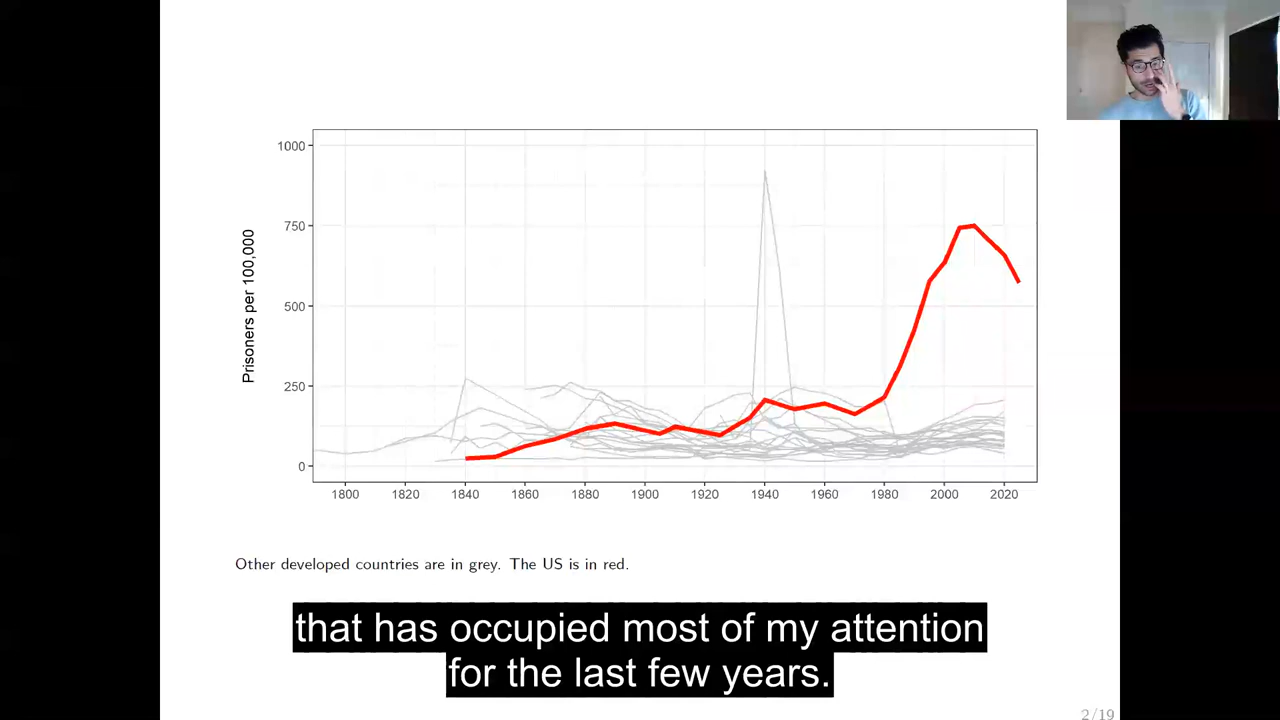 1000
750
500
250
0
Prisoners per 100,000
1800 1820 1840 1860 1880 1900 1920 1940 1960 1980 2000 2020
Other developed countries are in grey. The US is in red.
that has occupied most of my attention
for the last few years.
2/19